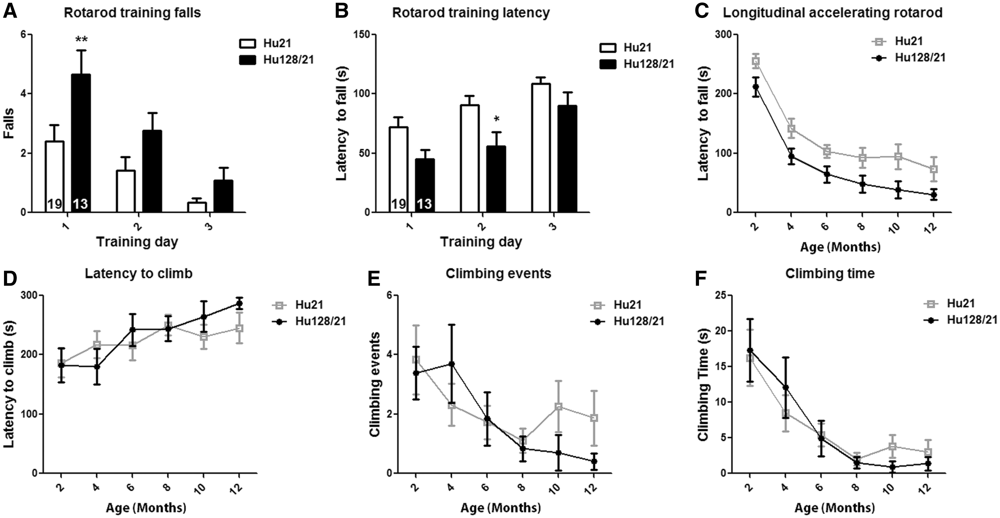 A
Rotarod training falls
6
4
2
0
Falls
**
19
13
1
2
3
Training day
Hu21
Hu128/21
B
Rotarod training latency
150
100
50
0
Latency to fall (s)
*
19
13
1
2
3
Training day
Hu21
Hu128/21
C
Longitudinal accelerating rotarod
300
200
100
0
Latency to fall (s)
2
4
6
8
10
12
Age (Months)
Hu21
Hu128/21
D
Latency to climb
300
200
100
0
Latency to climb (s)
2
4
6
8
10
12
Age (Months)
Hu21
Hu128/21
E
Climbing events
6
4
2
0
Climbing events
2
4
6
8
10
12
Age (Months)
Hu21
Hu128/21
F
Climbing time
25
20
15
10
5
0
Climbing Time (s)
2
4
6
8
10
12
Age (Months)
Hu21
Hu128/21